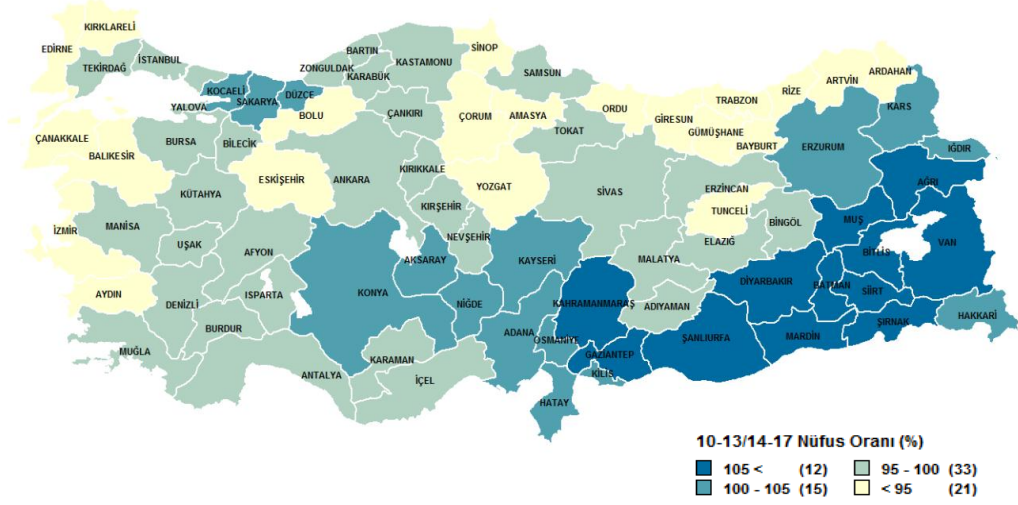 KIRKLARELİ
EDİRNE
TEKİRDAĞ
İSTANBUL
KOCAELİ
YALOVA
SAKARYA
DÜZCE
ZONGULDAK
BARTIN
KARABÜK
KASTAMONU
SİNOP
SAMSUN
BOLU
ÇANKIRI
ÇORUM
AMASYA
TOKAT
ORDU
GİRESUN
TRABZON
GÜMÜŞHANE
BAYBURT
RİZE
ARTVİN
ARDAHAN
KARS
IĞDIR
ERZURUM
AĞRI
ÇANAKKALE
BALIKESİR
BURSA
BİLECİK
ESKİŞEHİR
ANKARA
KIRIKKALE
YOZGAT
SİVAS
ERZİNCAN
TUNCELİ
BİNGÖL
MUŞ
BİTLİS
VAN
KÜTAHYA
KIRŞEHİR
NEVŞEHİR
KAYSERİ
MALATYA
ELAZIĞ
İZMİR
MANİSA
UŞAK
AFYON
AKSARAY
KONYA
NİĞDE
KAHRAMANMARAŞ
ADIYAMAN
DİYARBAKIR
BATMAN
SİİRT
ŞIRNAK
HAKKARİ
AYDIN
DENİZLİ
ISPARTA
BURDUR
MUĞLA
ANTALYA
KARAMAN
İÇEL
ADANA
OSMANİYE
GAZİANTEP
KİLİS
HATAY
ŞANLIURFA
MARDİN
10-13/14-17 Nüfus Oranı (%)
105 < (12) 95 - 100 (33)
100 - 105 (15) < 95 (21)